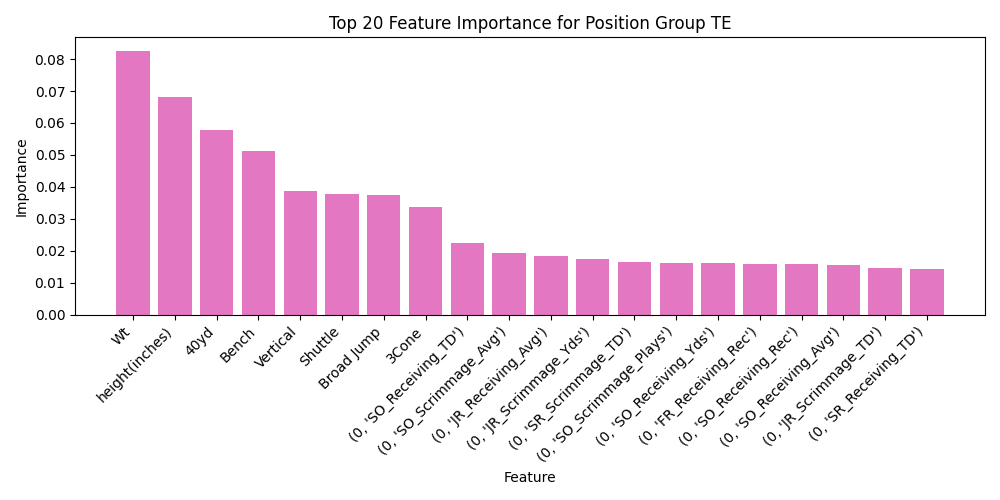 Top 20 Feature Importance for Position Group TE
Importance
0.08
0.07
0.06
0.05
0.04
0.03
0.02
0.01
0.00
Wt
height(inches)
40yd
Bench
Vertical
Shuttle
Broad Jump
3Cone
(0, 'SO_Receiving_TD')
(0, 'SO_Scrimmage_Avg')
(0, 'JR_Receiving_Avg')
(0, 'JR_Scrimmage_Yds')
(0, 'SR_Scrimmage_TD')
(0, 'SO_Scrimmage_Plays')
(0, 'SO_Receiving_Yds')
(0, 'FR_Receiving_Rec')
(0, 'SO_Receiving_Rec')
(0, 'SO_Receiving_Avg')
(0, 'JR_Scrimmage_TD')
(0, 'SR_Receiving_TD')
Feature